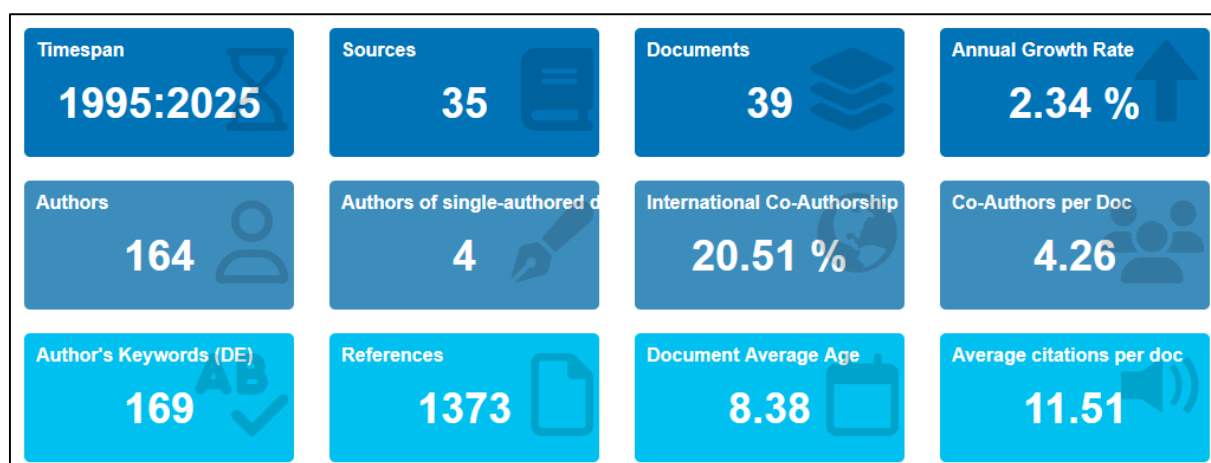 Timespan
1995:2025
Sources
35
Documents
39
Annual Growth Rate
2.34 %
Authors
164
Authors of single-authored d
4
International Co-Authorship
20.51 %
Co-Authors per Doc
4.26
Author's Keywords (DE)
AB
169
References
1373
Document Average Age
8.38
Average citations per doc
11.51